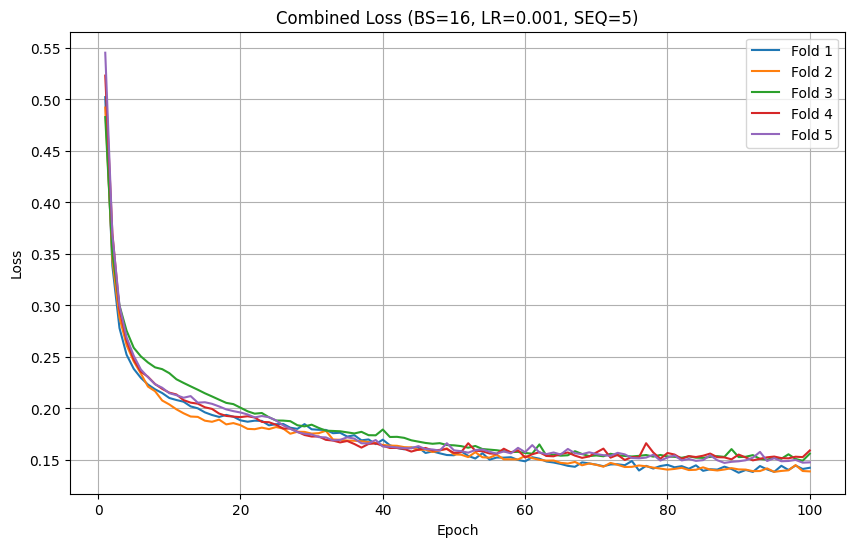 Combined Loss (BS=16, LR=0.001, SEQ=5)
Loss
0.55
0.50
0.45
0.40
0.35
0.30
0.25
0.20
0.15
Fold 1
Fold 2
Fold 3
Fold 4
Fold 5
0
20
40
60
80
100
Epoch